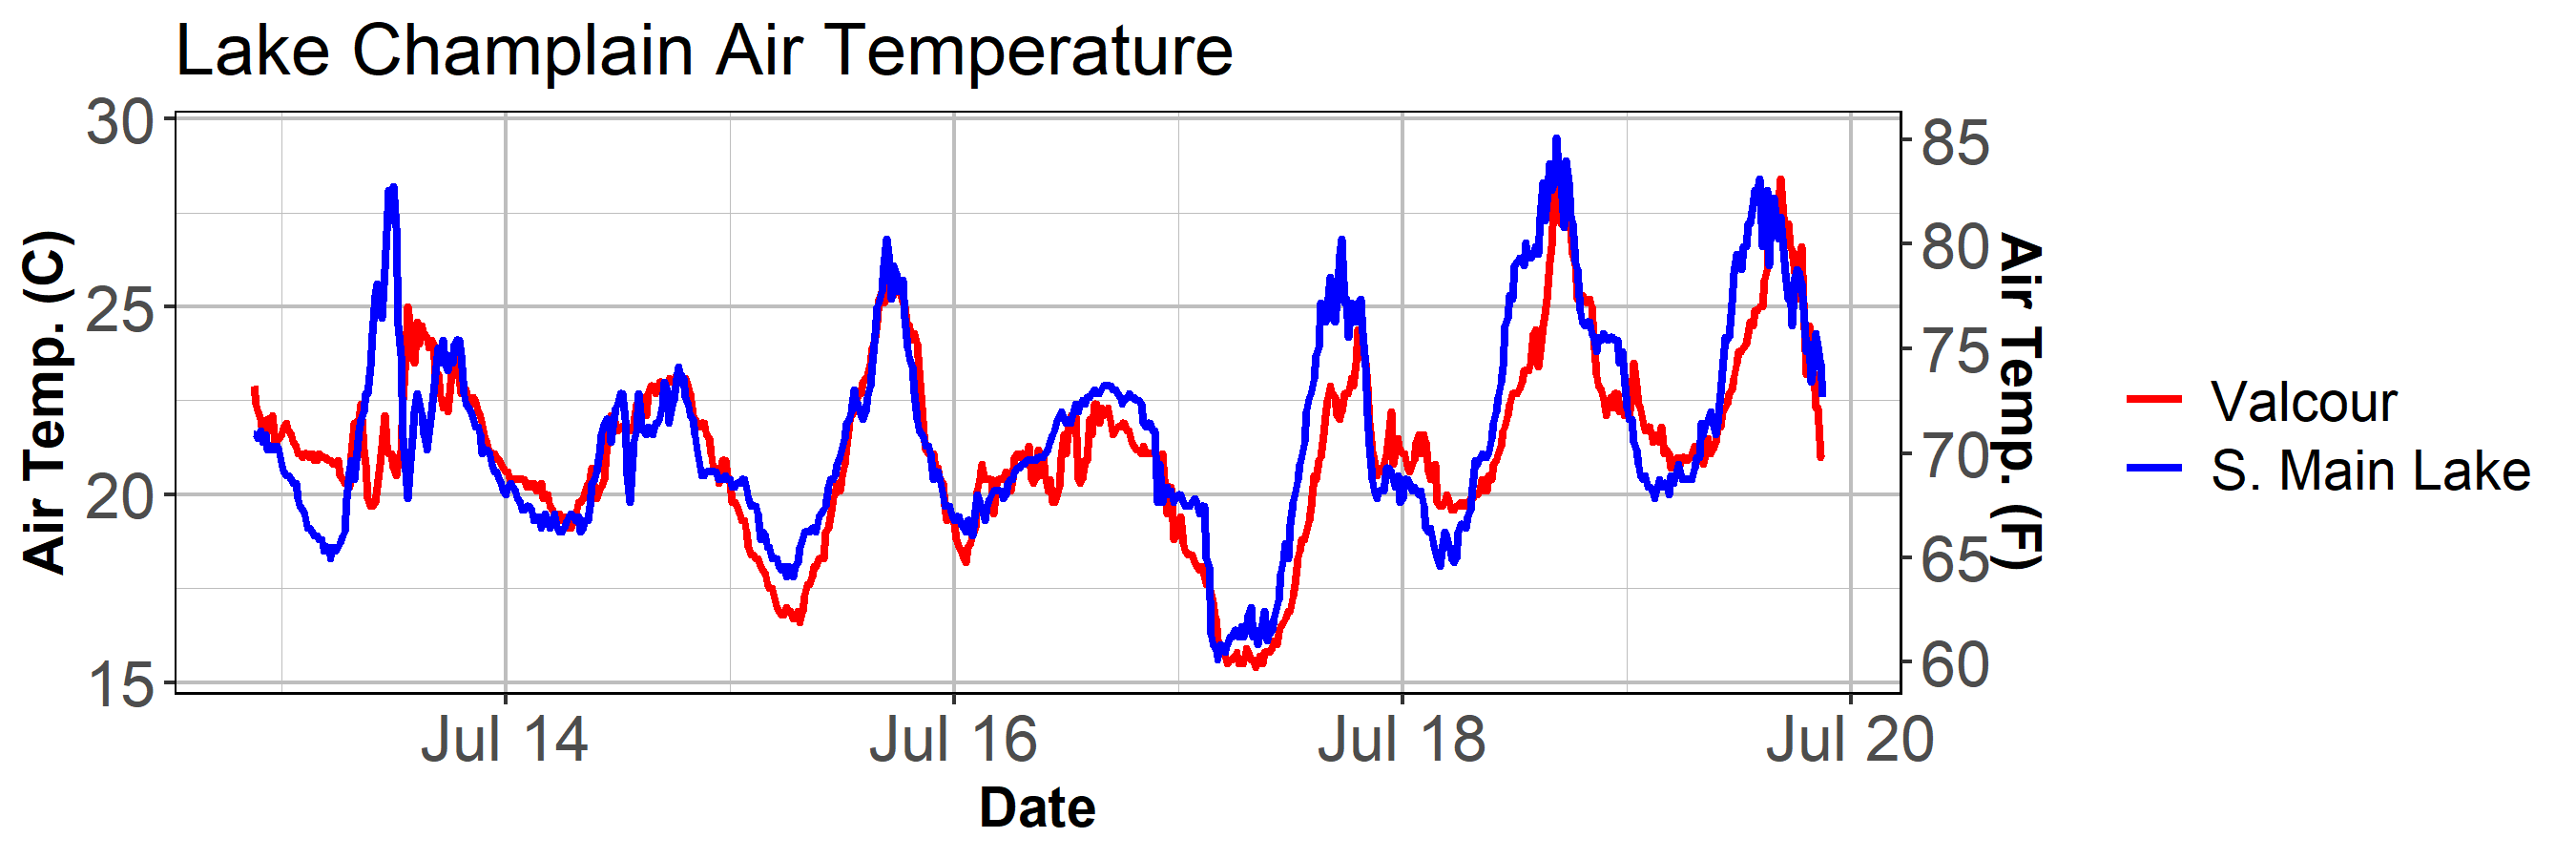 Lake Champlain Air Temperature
30
25
20
15
Air Temp. (C)
85
80
75
70
65
60
Air Temp. (F)
Jul 14
Jul 16
Jul 18
Jul 20
Date
Valcour
S. Main Lake